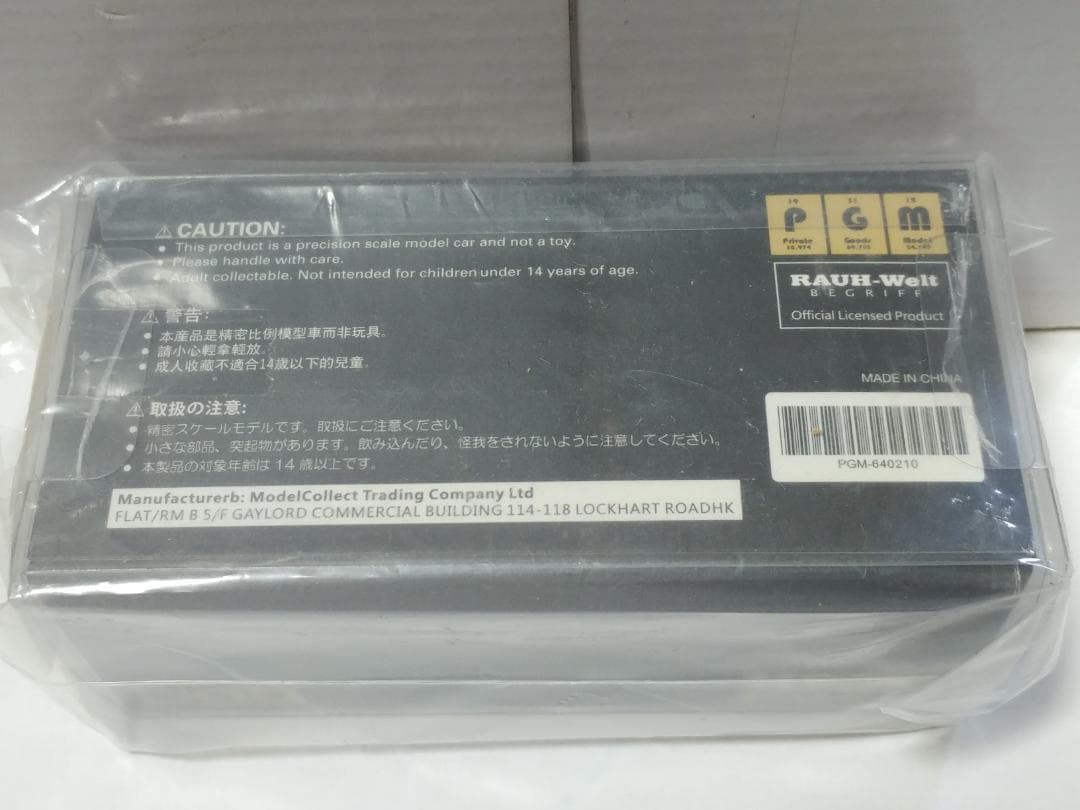 ⚠ CAUTION:
• This product is a precision scale model car and not a toy.
• Please handle with care.
• Adult collectable. Not intended for children under 14 years of age.
⚠ 警告:
• 本産品是精密比例模型車而非玩具。
• 請小心輕拿輕放。
• 成人收藏不適合14歲以下的兒童。
⚠ 取扱の注意:
• 精密スケールモデルです。取扱にご注意ください。
• 小さな部品、突起物があります。飲み込んだり、怪我をされないように注意してください。
• 本製品の対象年齢は 14 歳以上です。
Manufacturerb: ModelCollect Trading Company Ltd
FLAT/RM B 5/F GAYLORD COMMERCIAL BUILDING 114-118 LOCKHART ROADHK
P G M
Private Goods Model
RAUH-Welt
BEGRIFF
Official Licensed Product
MADE IN CHINA
PGM-640210